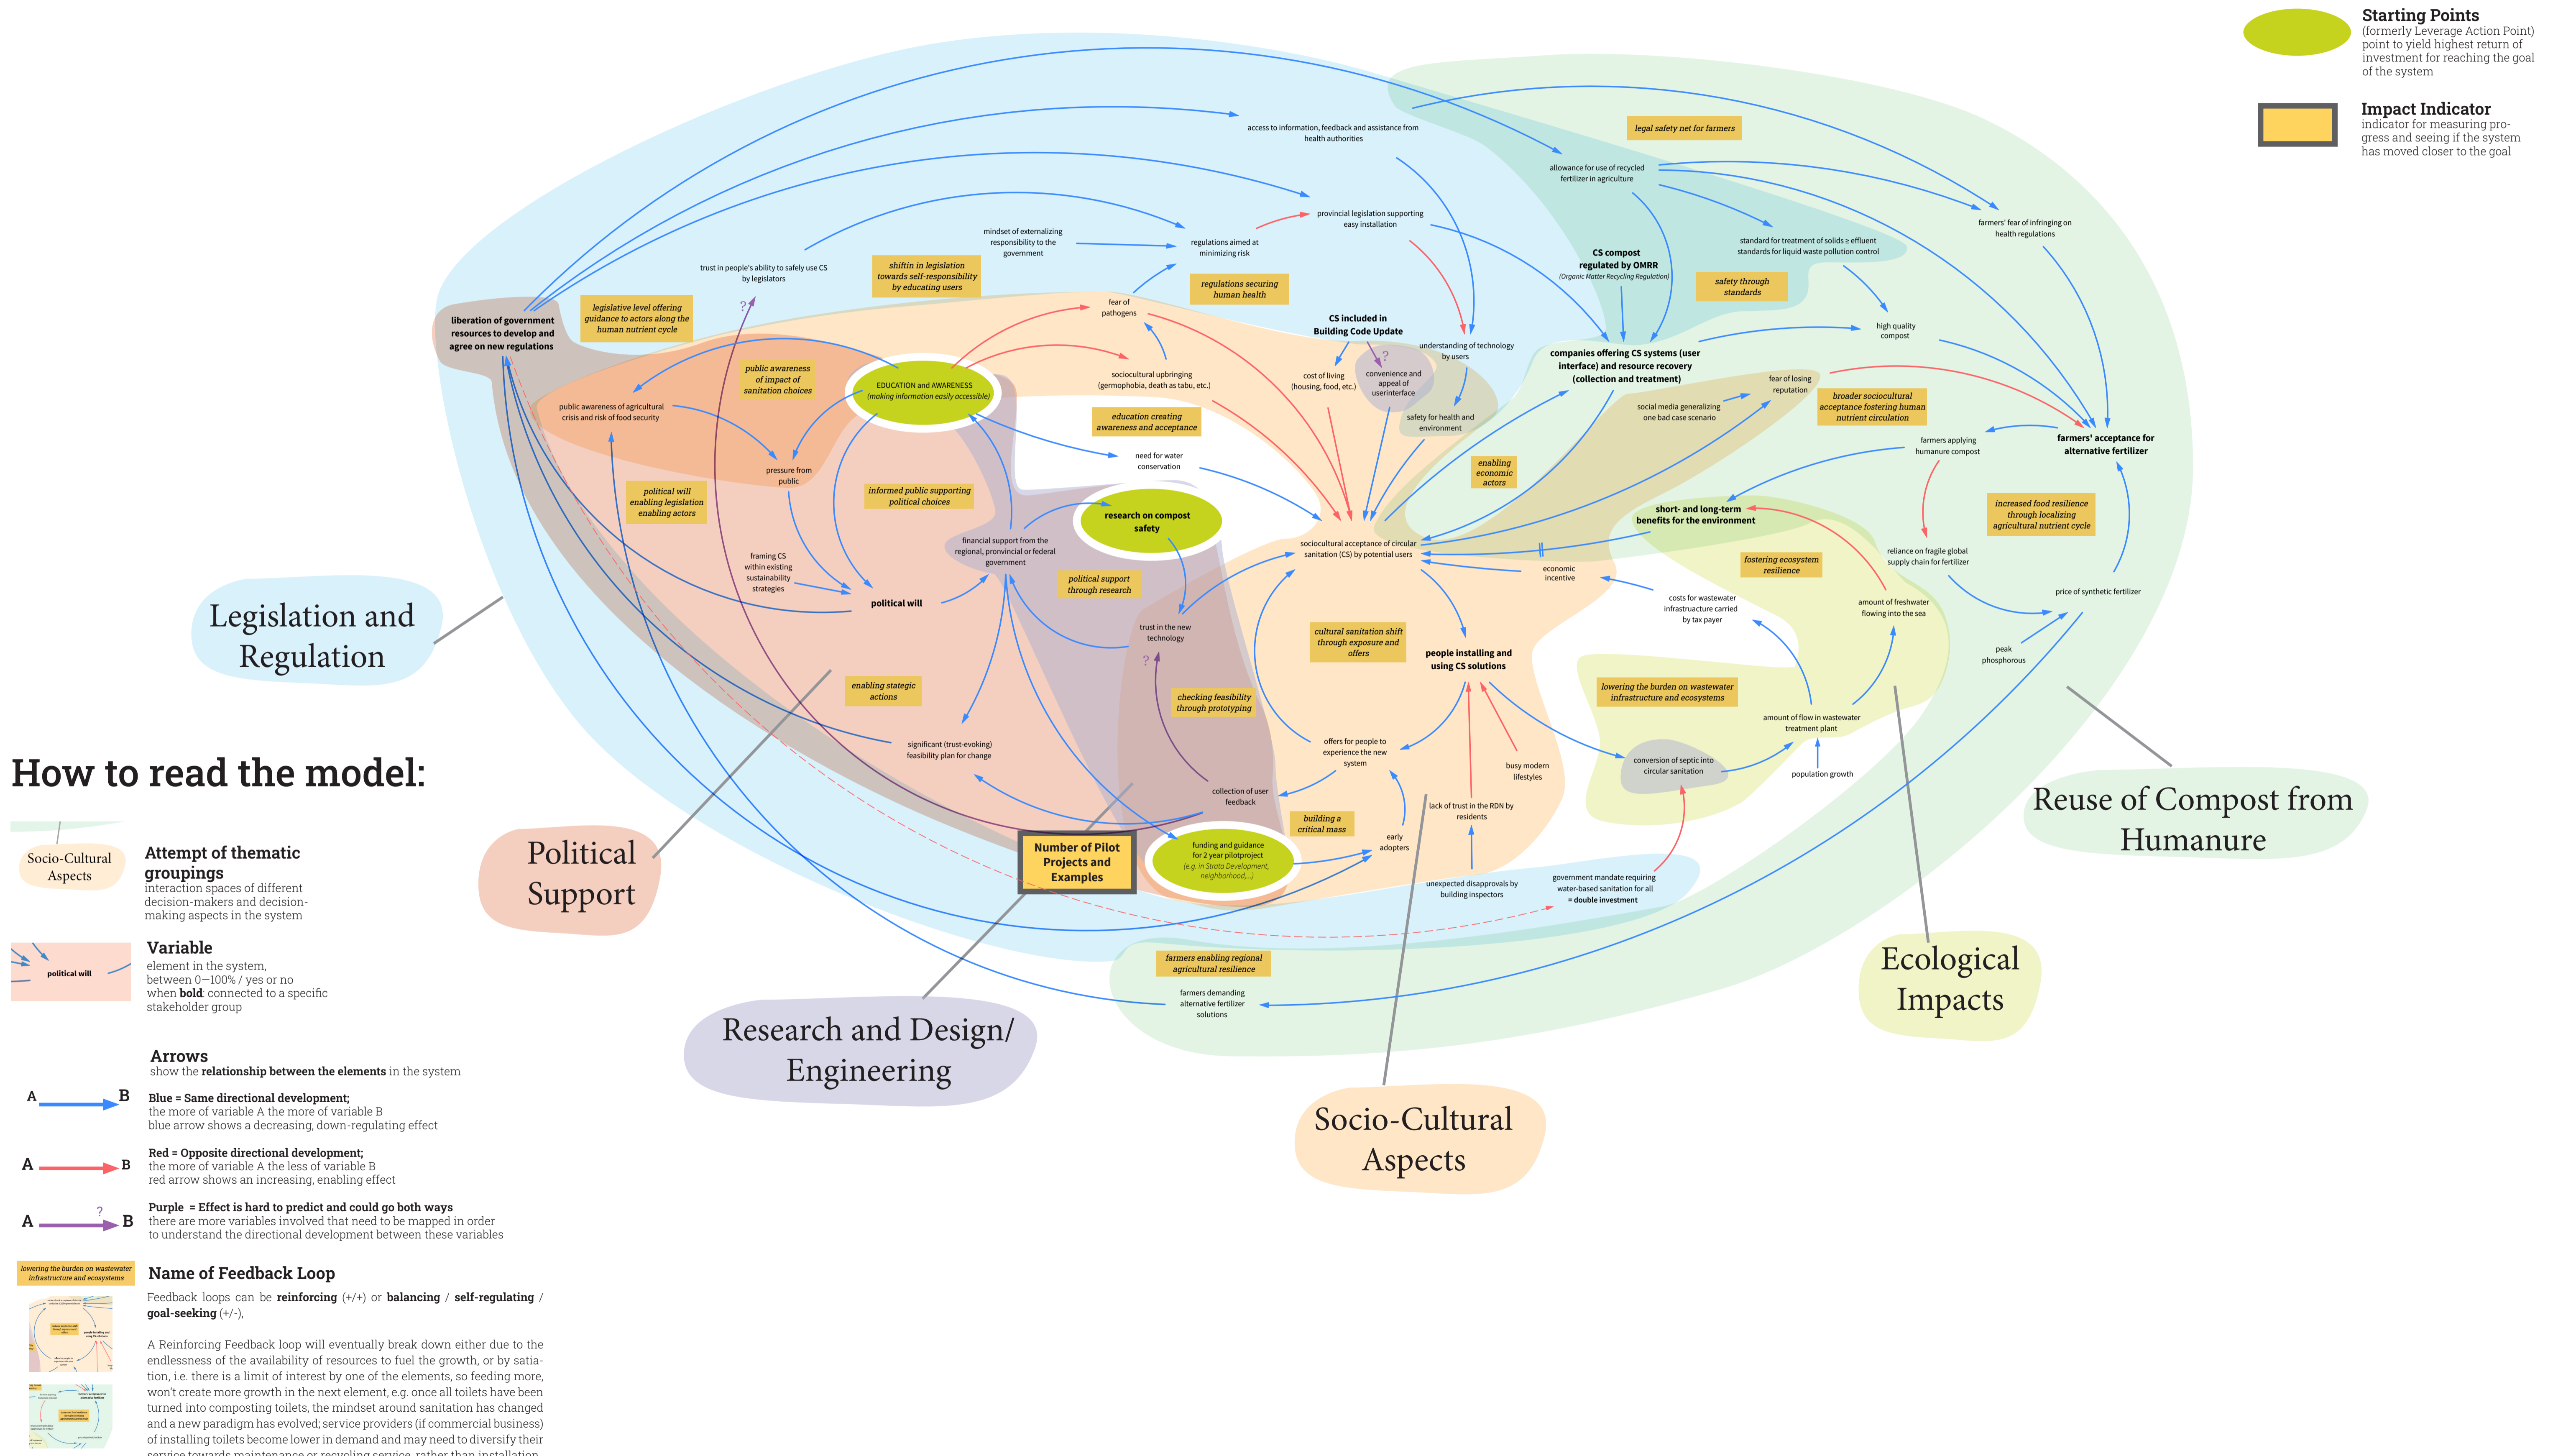 Starting Points
(formerly Leverage Action Point)
point to yield highest return of
investment for reaching the goal
of the system
Impact Indicator
indicator for measuring pro-
gress and seeing if the system
has moved closer to the goal
access to information, feedback and assistance from
health authorities
legal safety net for farmers
allowance for use of recycled
fertilizer in agriculture
provincial legislation supporting
easy installation
farmers' fear of infringing on
health regulations
mindset of externalizing
responsibility to the
government
regulations aimed at
minimizing risk
standard for treatment of solids ≥ effluent
standards for liquid waste pollution control
CS compost
regulated by OMRR
(Organic Matter Recycling Regulation)
trust in people's ability to safely use CS
by legislators
shiftin in legislation
towards self-responsibility
by educating users
regulations securing
human health
safety through
standards
?
legislative level offering
guidance to actors along the
human nutrient cycle
fear of
pathogens
liberation of government
resources to develop and
agree on new regulations
CS included in
Building Code Update
high quality
compost
understanding of technology
by users
?
companies offering CS systems (user
interface) and resource recovery
(collection and treatment)
public awareness
of impact of
sanitation choices
EDUCATION and AWARENESS
(making information easily accessible)
sociocultural upbringing
(germophobia, death as tabu, etc.)
cost of living
(housing, food, etc.)
convenience and
appeal of
userinterface
fear of losing
reputation
public awareness of agricultural
crisis and risk of food security
education creating
awareness and acceptance
safety for health and
environment
social media generalizing
one bad case scenario
broader sociocultural
acceptance fostering human
nutrient circulation
farmers applying
humanure compost
farmers' acceptance for
alternative fertilizer
pressure from
public
need for water
conservation
enabling
economic
actors
political will
enabling legislation
enabling actors
informed public supporting
political choices
research on compost
safety
short- and long-term
benefits for the environment
increased food resilience
through localizing
agricultural nutrient cycle
financial support from the
regional, pronvincial or federal
government
sociocultural acceptance of circular
sanitation (CS) by potential users
reliance on fragile global
supply chain for fertilizer
framing CS
within existing
sustainability
strategies
political support
through research
economic
incentive
fostering ecosystem
resilience
price of synthetic fertilizer
political will
costs for wastewater
infrastruacture carried
by tax payer
amount of freshwater
flowing into the sea
trust in the new
technology
?
cultural sanitation shift
through exposure and
offers
people installing and
using CS solutions
peak
phosphorous
enabling stategic
actions
checking feasibility
through prototyping
lowering the burden on wastewater
infrastructure and ecosystems
amount of flow in wastewater
treatment plant
significant (trust-evoking)
feasibility plan for change
offers for people to
experience the new
system
busy modern
lifestyles
conversion of septic into
circular sanitation
population growth
collection of user
feedback
lack of trust in the RDN by
residents
building a
critical mass
early
adopters
Number of Pilot
Projects and
Examples
funding and guidance
for 2 year pilotproject
(e.g. in Strata Development,
neighborhood,...)
unexpected disapprovals by
building inspectors
government mandate requiring
water-based sanitation for all
= double investment
farmers enabling regional
agricultural resilience
farmers demanding
alternative fertilizer
solutions
Legislation and
Regulation
Political
Support
Research and Design/
Engineering
Socio-Cultural
Aspects
Ecological
Impacts
Reuse of Compost from
Humanure
How to read the model:
Socio-Cultural
Aspects
Attempt of thematic
groupings
interaction spaces of different
decision-makers and decision-
making aspects in the system
political will
Variable
element in the system,
between 0—100% / yes or no
when bold: connected to a specific
stakeholder group
Arrows
show the relationship between the elements in the system
A B
Blue = Same directional development;
the more of variable A the more of variable B
blue arrow shows a decreasing, down-regulating effect
A B
Red = Opposite directional development;
the more of variable A the less of variable B
red arrow shows an increasing, enabling effect
A ? B
Purple = Effect is hard to predict and could go both ways
there are more variables involved that need to be mapped in order
to understand the directional development between these variables
lowering the burden on wastewater
infrastructure and ecosystems
Name of Feedback Loop
Feedback loops can be reinforcing (+/+) or balancing / self-regulating /
goal-seeking (+/-),
A Reinforcing Feedback loop will eventually break down either due to the
endlessness of the availability of resources to fuel the growth, or by satia-
tion, i.e. there is a limit of interest by one of the elements, so feeding more,
won't create more growth in the next element, e.g. once all toilets have been
turned into composting toilets, the mindset around sanitation has changed
and a new paradigm has evolved; service providers (if commercial business)
of installing toilets become lower in demand and may need to diversify their
service towards maintenance or recycling service, rather than installation.